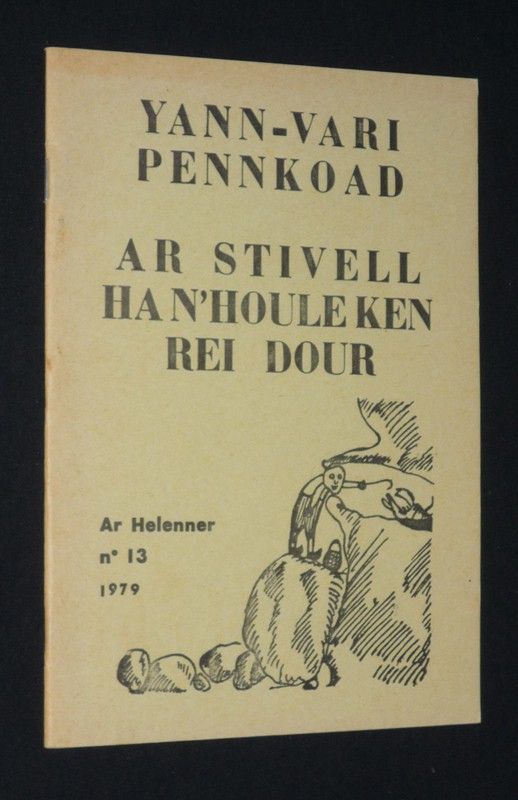 YANN-VARI
PENNKOAD
AR STIVELL
HA N'HOULE KEN
REI DOUR
Ar Helenner
n° 13
1979